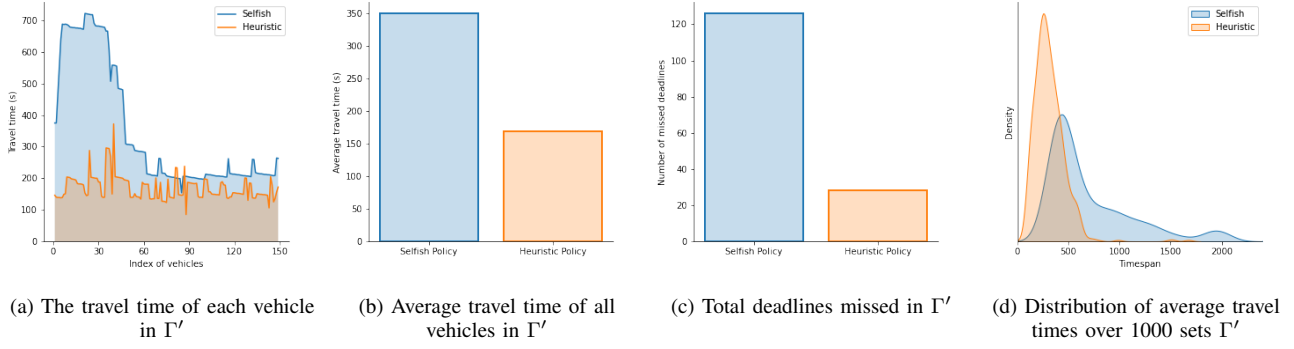 Selfish
Heuristic
700
600
500
400
300
200
100
0
Travel time (s)
0
30
60
90
120
150
Index of vehicles
350
300
250
200
150
100
50
0
Average travel time (s)
Selfish Policy
Heuristic Policy
120
100
80
60
40
20
0
Number of missed deadlines
Selfish Policy
Heuristic Policy
Selfish
Heuristic
Density
0
500
1000
1500
2000
Timespan
(a) The travel time of each vehicle
in Γ′
(b) Average travel time of all
vehicles in Γ′
(c) Total deadlines missed in Γ′
(d) Distribution of average travel
times over 1000 sets Γ′